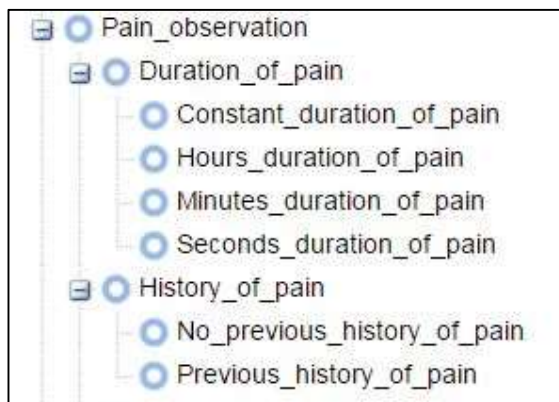 Pain_observation
Duration_of_pain
Constant_duration_of_pain
Hours_duration_of_pain
Minutes_duration_of_pain
Seconds_duration_of_pain
History_of_pain
No_previous_history_of_pain
Previous_history_of_pain